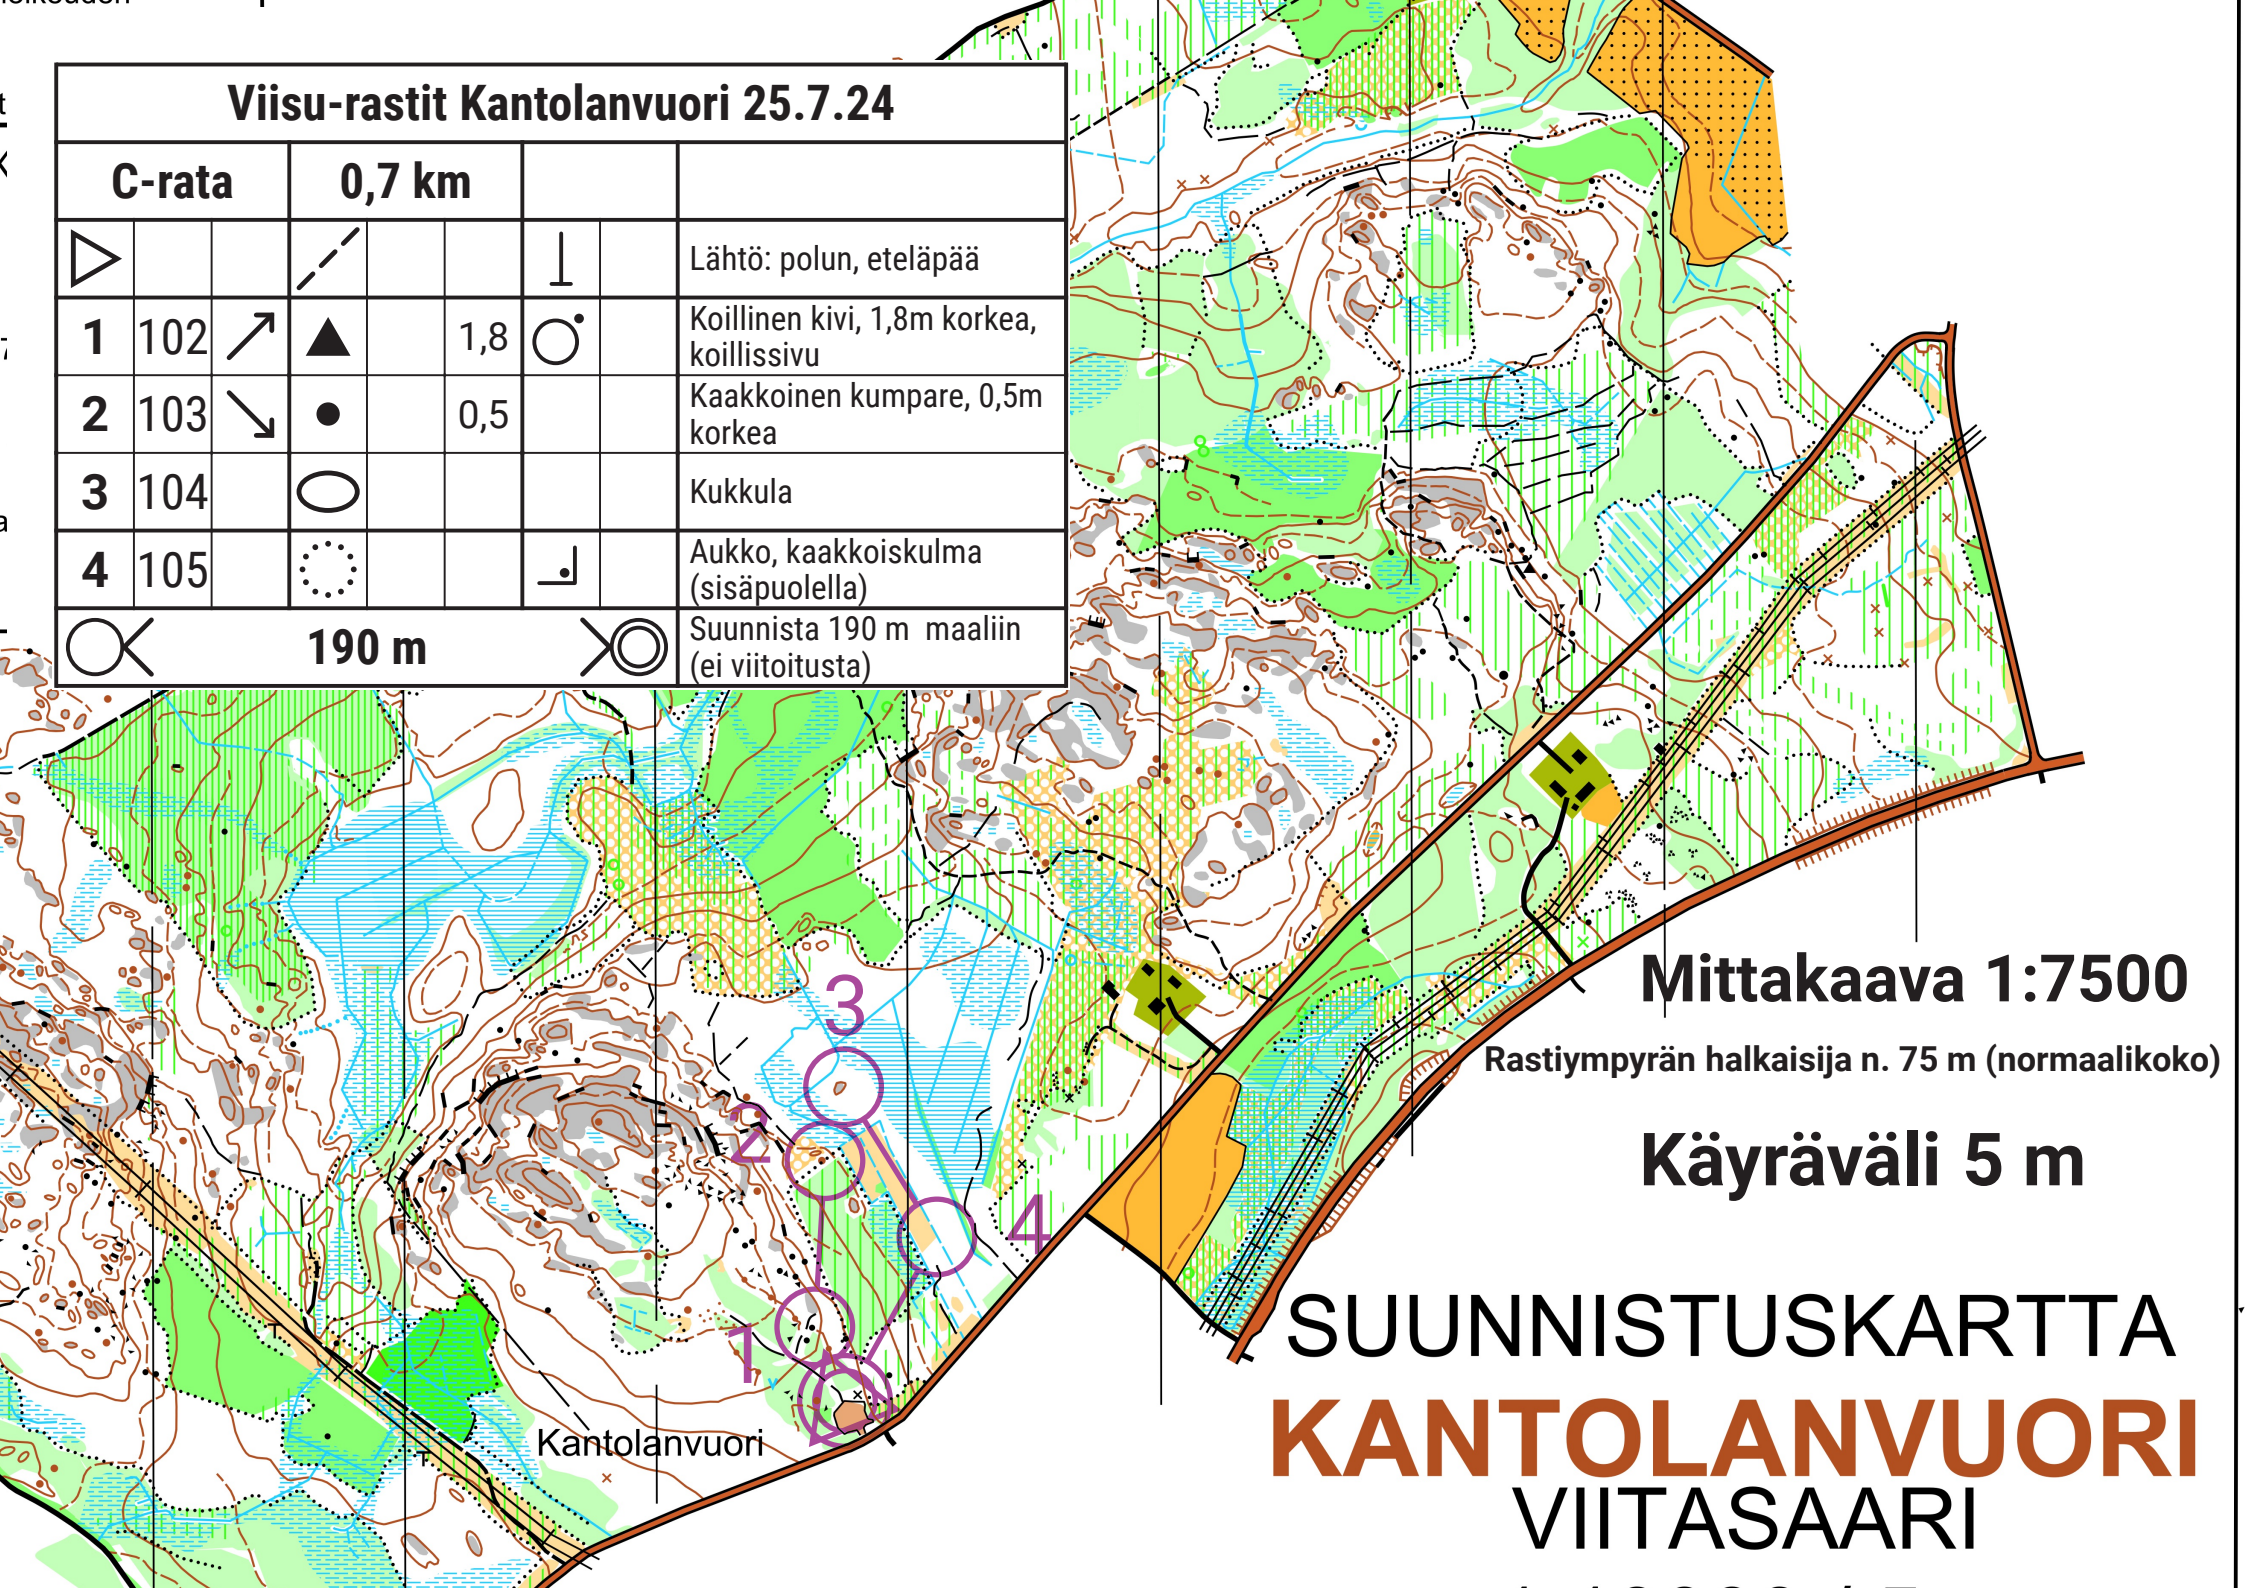 Viisu-rastit Kantolanvuori 25.7.24
C-rata 0,7 km
Lähtö: polun, eteläpää
1 102 1,8 Koillinen kivi, 1,8m korkea,
koillissivu
2 103 0,5 Kaakkoinen kumpare, 0,5m
korkea
3 104 Kukkula
4 105 Aukko, kaakkoiskulma
(sisäpuolella)
190 m Suunnista 190 m maaliin
(ei viitoitusta)
3
2
4
1
Kantolanvuori
Mittakaava 1:7500
Rastiympyrän halkaisija n. 75 m (normaalikoko)
Käyräväli 5 m
SUUNNISTUSKARTTA
KANTOLANVUORI
VIITASAARI